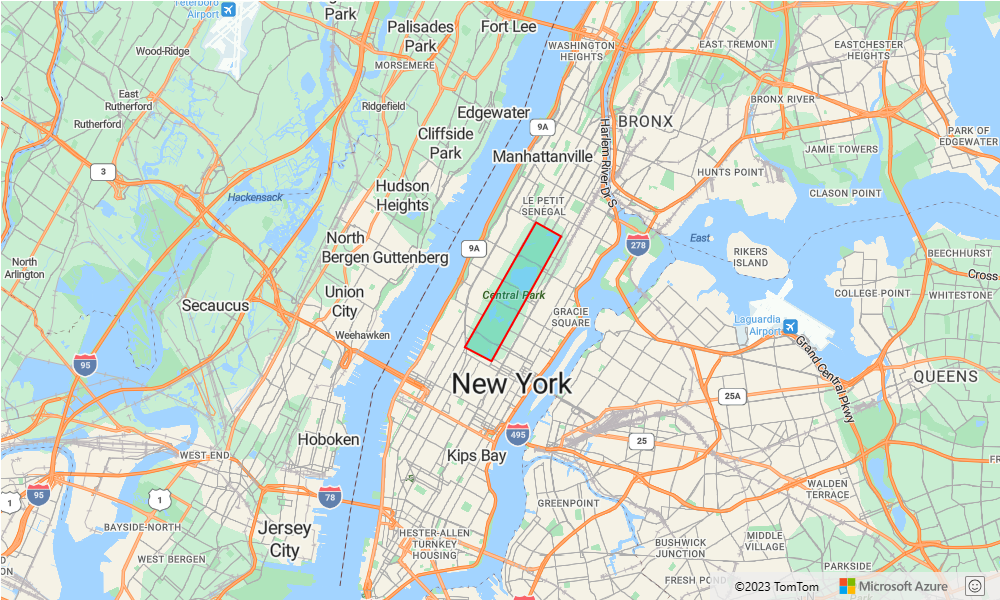 Teterboro
Airport
Park
Palisades
Park
Fort Lee
WASHINGTON
HEIGHTS
EAST TREMONT
EASTCHESTER
HEIGHTS
Wood-Ridge
MORSEMERE
East
Rutherford
Rutherford
Ridgefield
Edgewater
9A
BRONX
BRONX RIVER
Cliffside
Park
Harlem River Dr S
PARK OF
EDGEWATER
JAMIE TOWERS
Manhattanville
3
HUNTS POINT
Hudson
Heights
Hackensack
CLASON POINT
LE PETIT
SENEGAL
North
Bergen
Guttenberg
9A
278
East
RIKERS
ISLAND
BEECHHURST
North
Arlington
Cross
Secaucus
Union
City
Central Park
COLLEGE POINT
WHITESTONE
GRACIE
SQUARE
Laguardia
Airport
Weehawken
Grand Central Pkwy
95
New York
QUEENS
25A
Hoboken
495
25
WEST END
Kips Bay
95
1
1
78
GREENPOINT
WALDEN
TERRACE
FR
BAYSIDE-NORTH
Jersey
City
HESTER-ALLEN
TURNKEY
HOUSING
BUSHWICK
JUNCTION
MIDDLE
VILLAGE
WEST BERGEN
PARKSIDE
FRESH POND
©2023 TomTom
Microsoft Azure